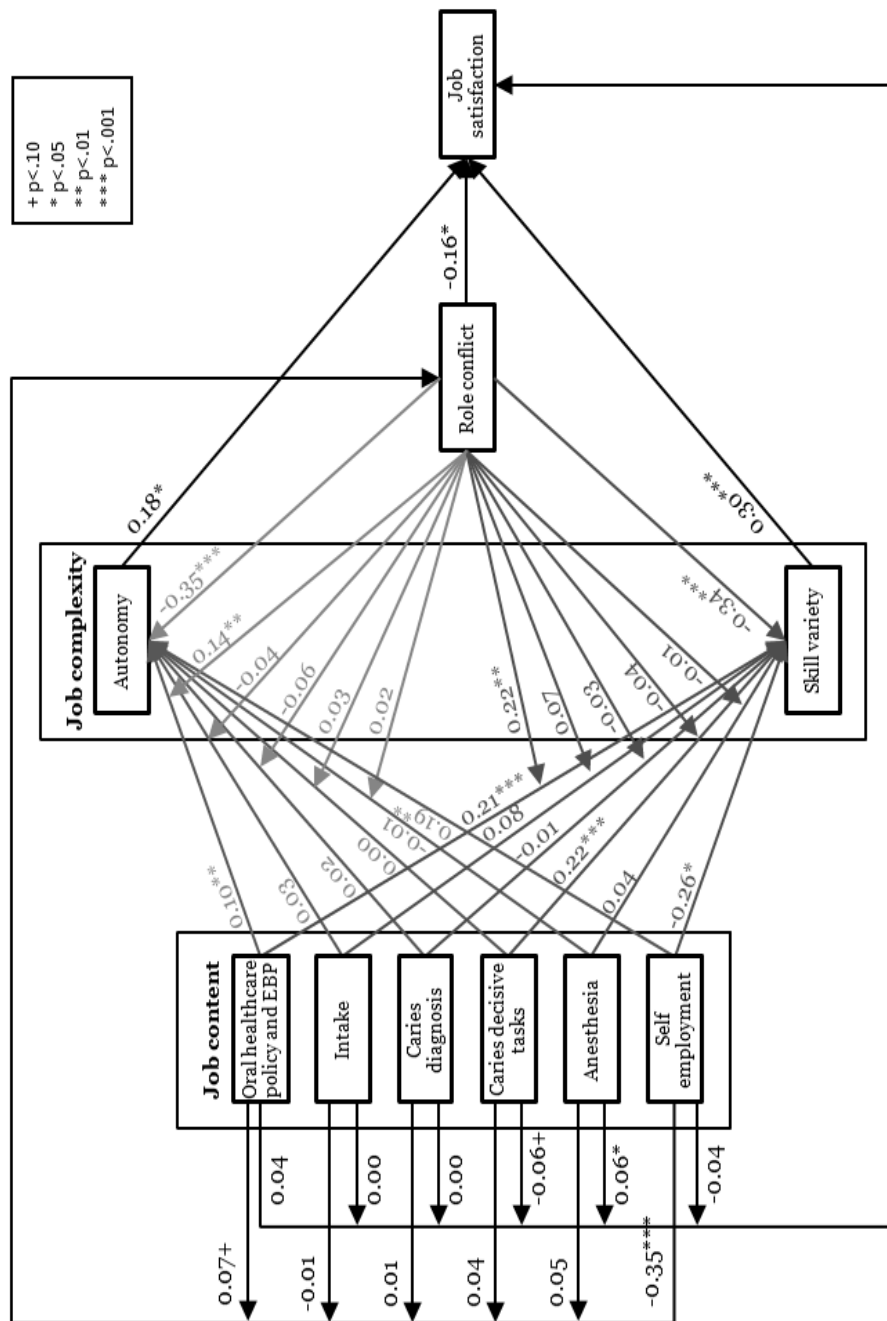 + p<.10
* p<.05
** p<.01
*** p<.001
Job
satisfaction
-0.16*
Role conflict
0.18*
0.30***
Job complexity
Autonomy
Skill variety
-0.35***
0.14**
-0.04
-0.06
0.03
0.02
0.22**
0.07
-0.03
-0.04
-0.01
-0.34***
0.10**
0.03
0.02
0.00
-0.01
0.19**
0.21***
0.08
-0.01
0.22***
0.04
-0.26*
Job content
Oral healthcare
policy and EBP
Intake
Caries
diagnosis
Caries decisive
tasks
Anesthesia
Self
employment
0.04
0.00
0.00
-0.06+
0.06*
-0.04
0.07+
-0.01
0.01
0.04
0.05
-0.35***